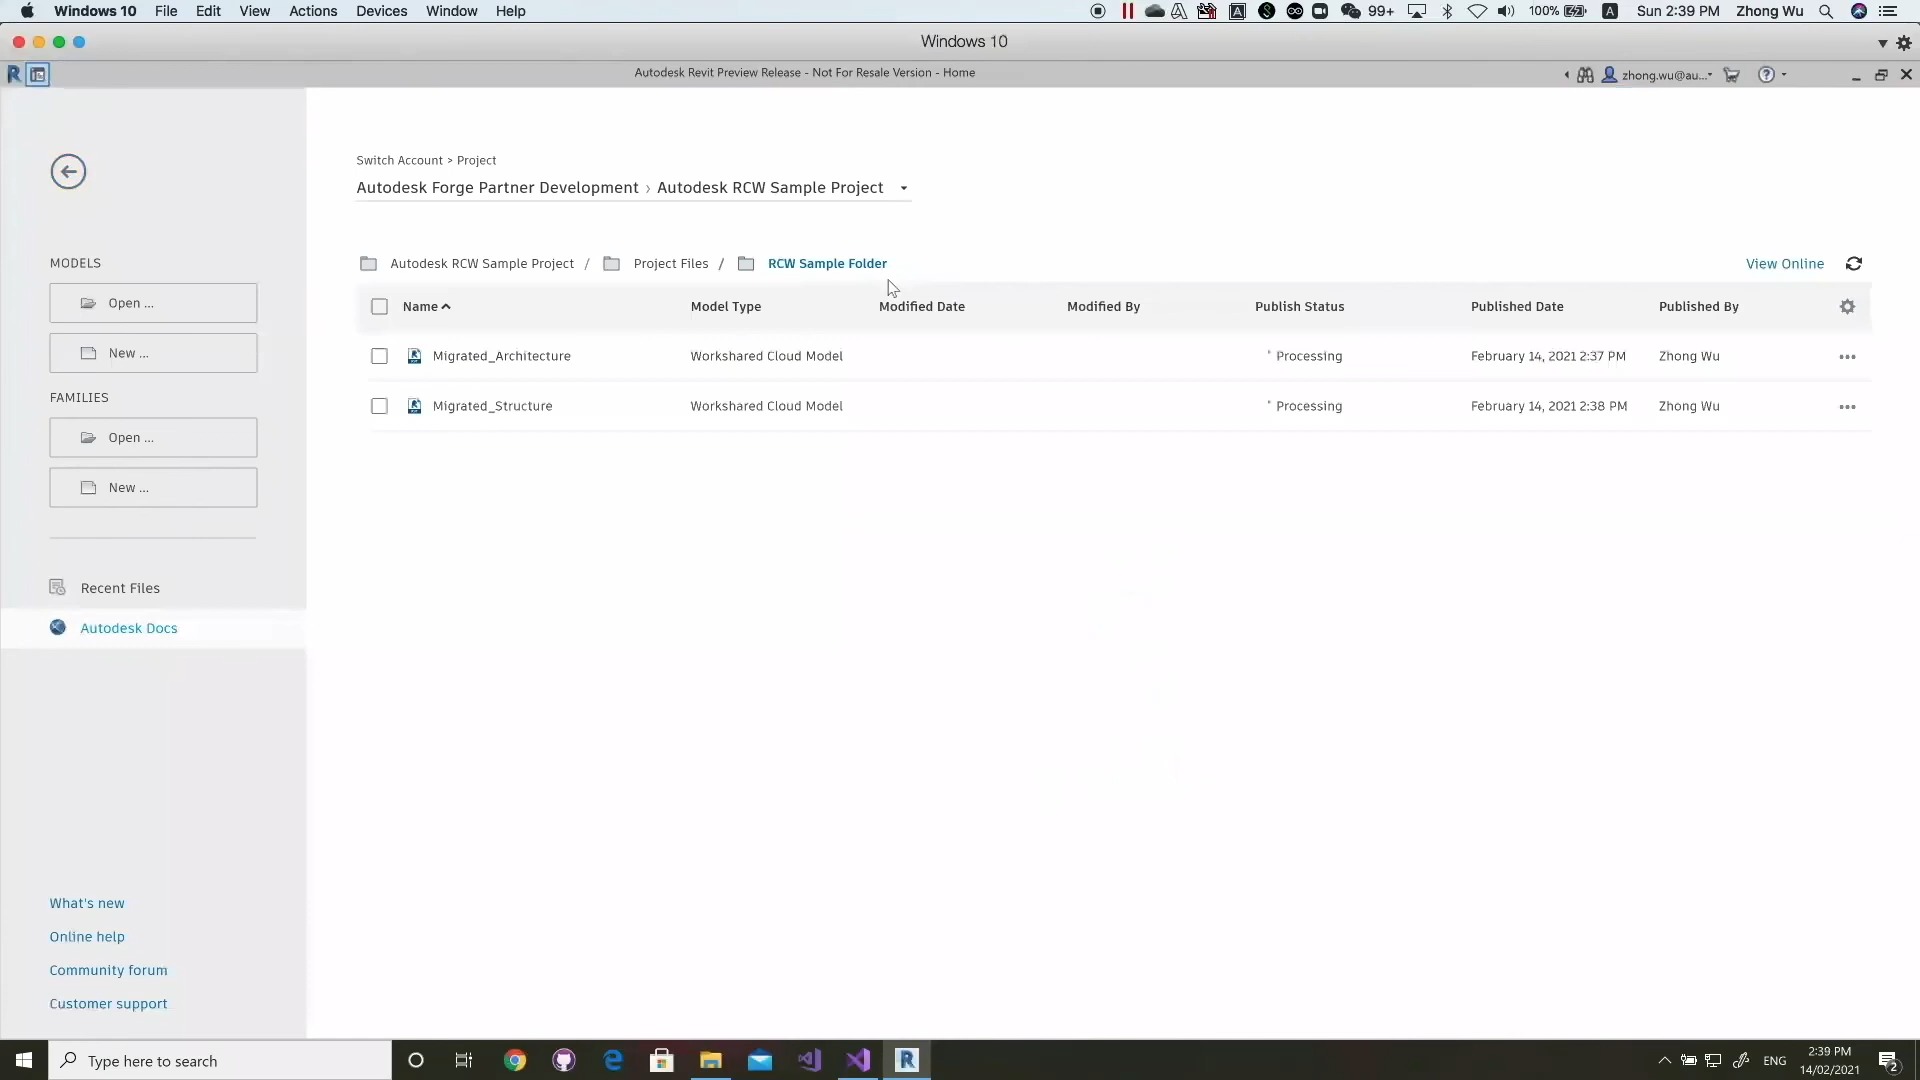 Windows 10 File Edit View Actions Devices Window Help 99+ 100% Sun 2:39 PM Zhong Wu
Windows 10
Autodesk Revit Preview Release - Not For Resale Version - Home
zhong.wu@au...
Switch Account > Project
Autodesk Forge Partner Development › Autodesk RCW Sample Project
MODELS
Open ...
New ...
FAMILIES
Open ...
New ...
Recent Files
Autodesk Docs
What's new
Online help
Community forum
Customer support
Autodesk RCW Sample Project / Project Files / RCW Sample Folder
View Online
Name Model Type Modified Date Modified By Publish Status Published Date Published By
Migrated_Architecture Workshared Cloud Model Processing February 14, 2021 2:37 PM Zhong Wu
Migrated_Structure Workshared Cloud Model Processing February 14, 2021 2:38 PM Zhong Wu
Type here to search
ENG
2:39 PM
14/02/2021
2